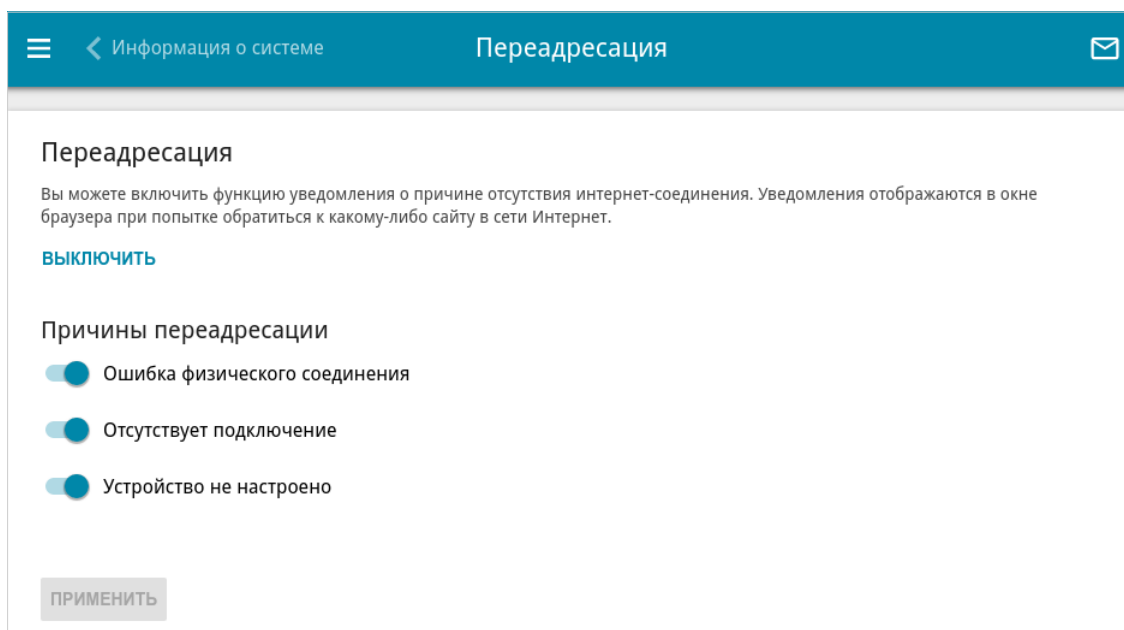 Информация о системе
Переадресация
Переадресация
Вы можете включить функцию уведомления о причине отсутствия интернет-соединения. Уведомления отображаются в окне
браузера при попытке обратиться к какому-либо сайту в сети Интернет.
ВЫКЛЮЧИТЬ
Причины переадресации
Ошибка физического соединения
Отсутствует подключение
Устройство не настроено
ПРИМЕНИТЬ